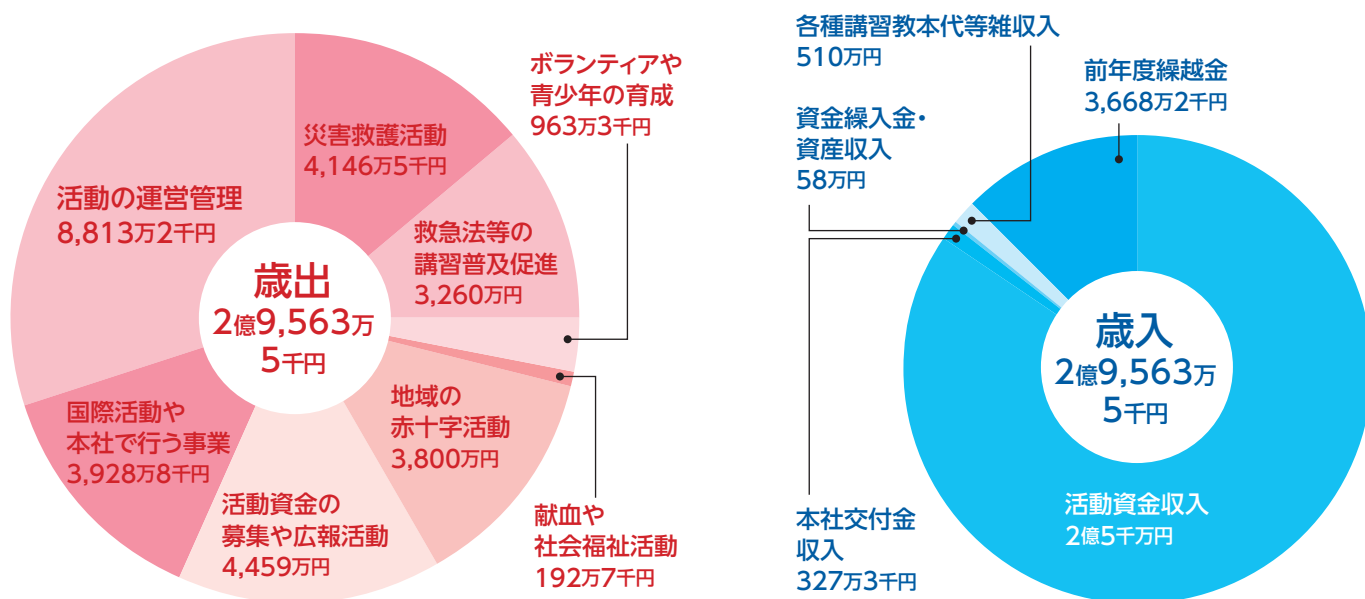 災害救護活動
4,146万5千円
救急法等の
講習普及促進
3,260万円
ボランティアや
青少年の育成
963万3千円
献血や
社会福祉活動
192万7千円
地域の
赤十字活動
3,800万円
活動資金の
募集や広報活動
4,459万円
国際活動や
本社で行う事業
3,928万8千円
活動の運営管理
8,813万2千円
歳出
2億9,563万
5千円
各種講習教本代等雑収入
510万円
資金繰入金・
資産収入
58万円
前年度繰越金
3,668万2千円
歳入
2億9,563万
5千円
活動資金収入
2億5千万円
本社交付金
収入
327万3千円